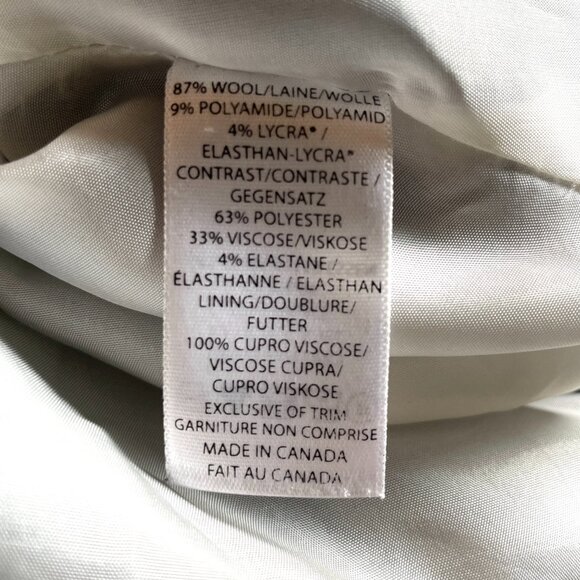 87% WOOL/LAINE/WOLLE
9% POLYAMIDE/POLYAMID
4% LYCRA® /
ELASTHAN-LYCRA®
CONTRAST/CONTRASTE /
GEGENSATZ
63% POLYESTER
33% VISCOSE/VISKOSE
4% ELASTANE /
ÉLASTHANNE / ELASTHAN
LINING/DOUBLURE/
FUTTER
100% CUPRO VISCOSE/
VISCOSE CUPRA/
CUPRO VISKOSE
EXCLUSIVE OF TRIM
GARNITURE NON COMPRISE
MADE IN CANADA
FAIT AU CANADA